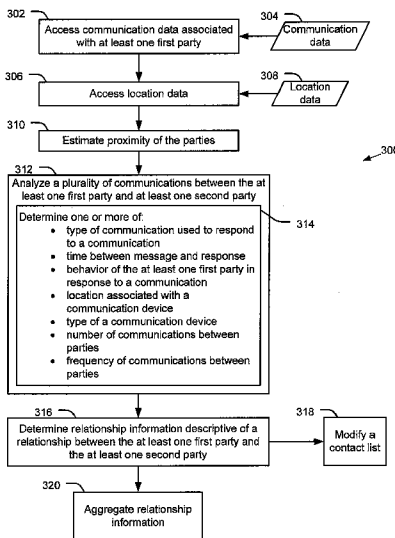 302
Access communication data associated
with at least one first party
304
Communication
data
306
Access location data
308
Location
data
310
Estimate proximity of the parties
300
312
Analyze a plurality of communications between the at
least one first party and at least one second party
314
Determine one or more of:
• type of communication used to respond
to a communication
• time between message and response
• behavior of the at least one first party in
response to a communication
• location associated with a
communication device
• type of a communication device
• number of communications between
parties
• frequency of communications between
parties
316
Determine relationship information descriptive of a
relationship between the at least one first party and
the at least one second party
318
Modify a
contact list
320
Aggregate relationship
information